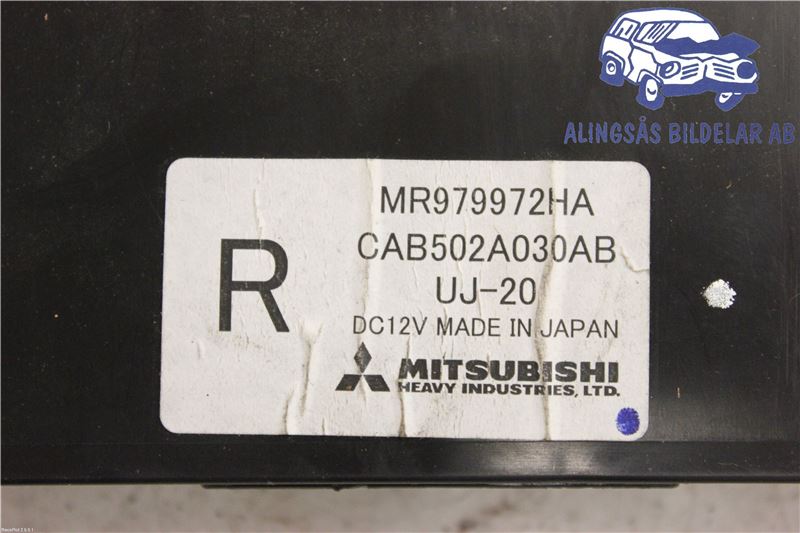 ALINGSÅS BILDELAR AB
MR979972HA
CAB502A030AB
R
UJ-20
DC12V MADE IN JAPAN
MITSUBISHI
HEAVY INDUSTRIES, LTD.